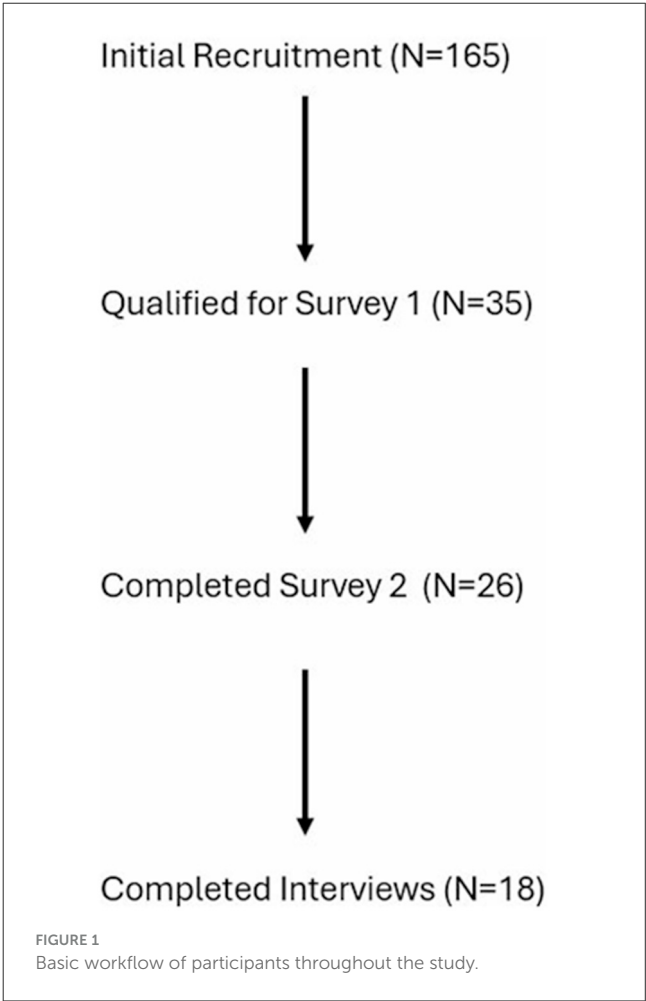 Initial Recruitment (N=165)
Qualified for Survey 1 (N=35)
Completed Survey 2 (N=26)
Completed Interviews (N=18)
FIGURE 1
Basic workflow of participants throughout the study.